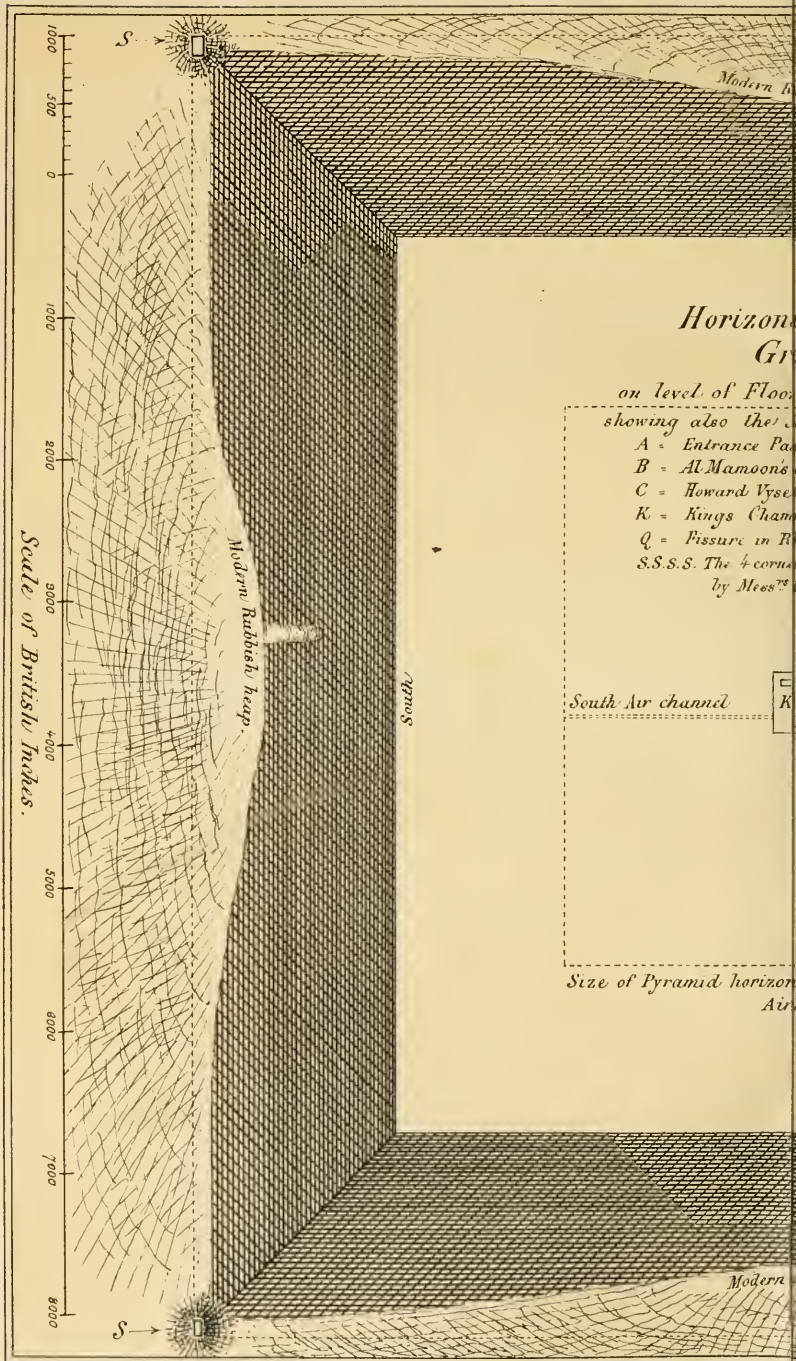 S
1000
500
0
1000
2000
3000
4000
5000
6000
7000
8000
Scale of British Inches.
Modern Rubbish heap.
South
Modern R
Horizon
Gr
on level of Floo
showing also the
A = Entrance Pa
B = Al Mamoon's
C = Howard Vyse
K = Kings Cham
Q = Fissure in R
S.S.S.S. The 4 corn
by Mess.rs
South Air channel
K
Size of Pyramid horizon
Air
Modern
S